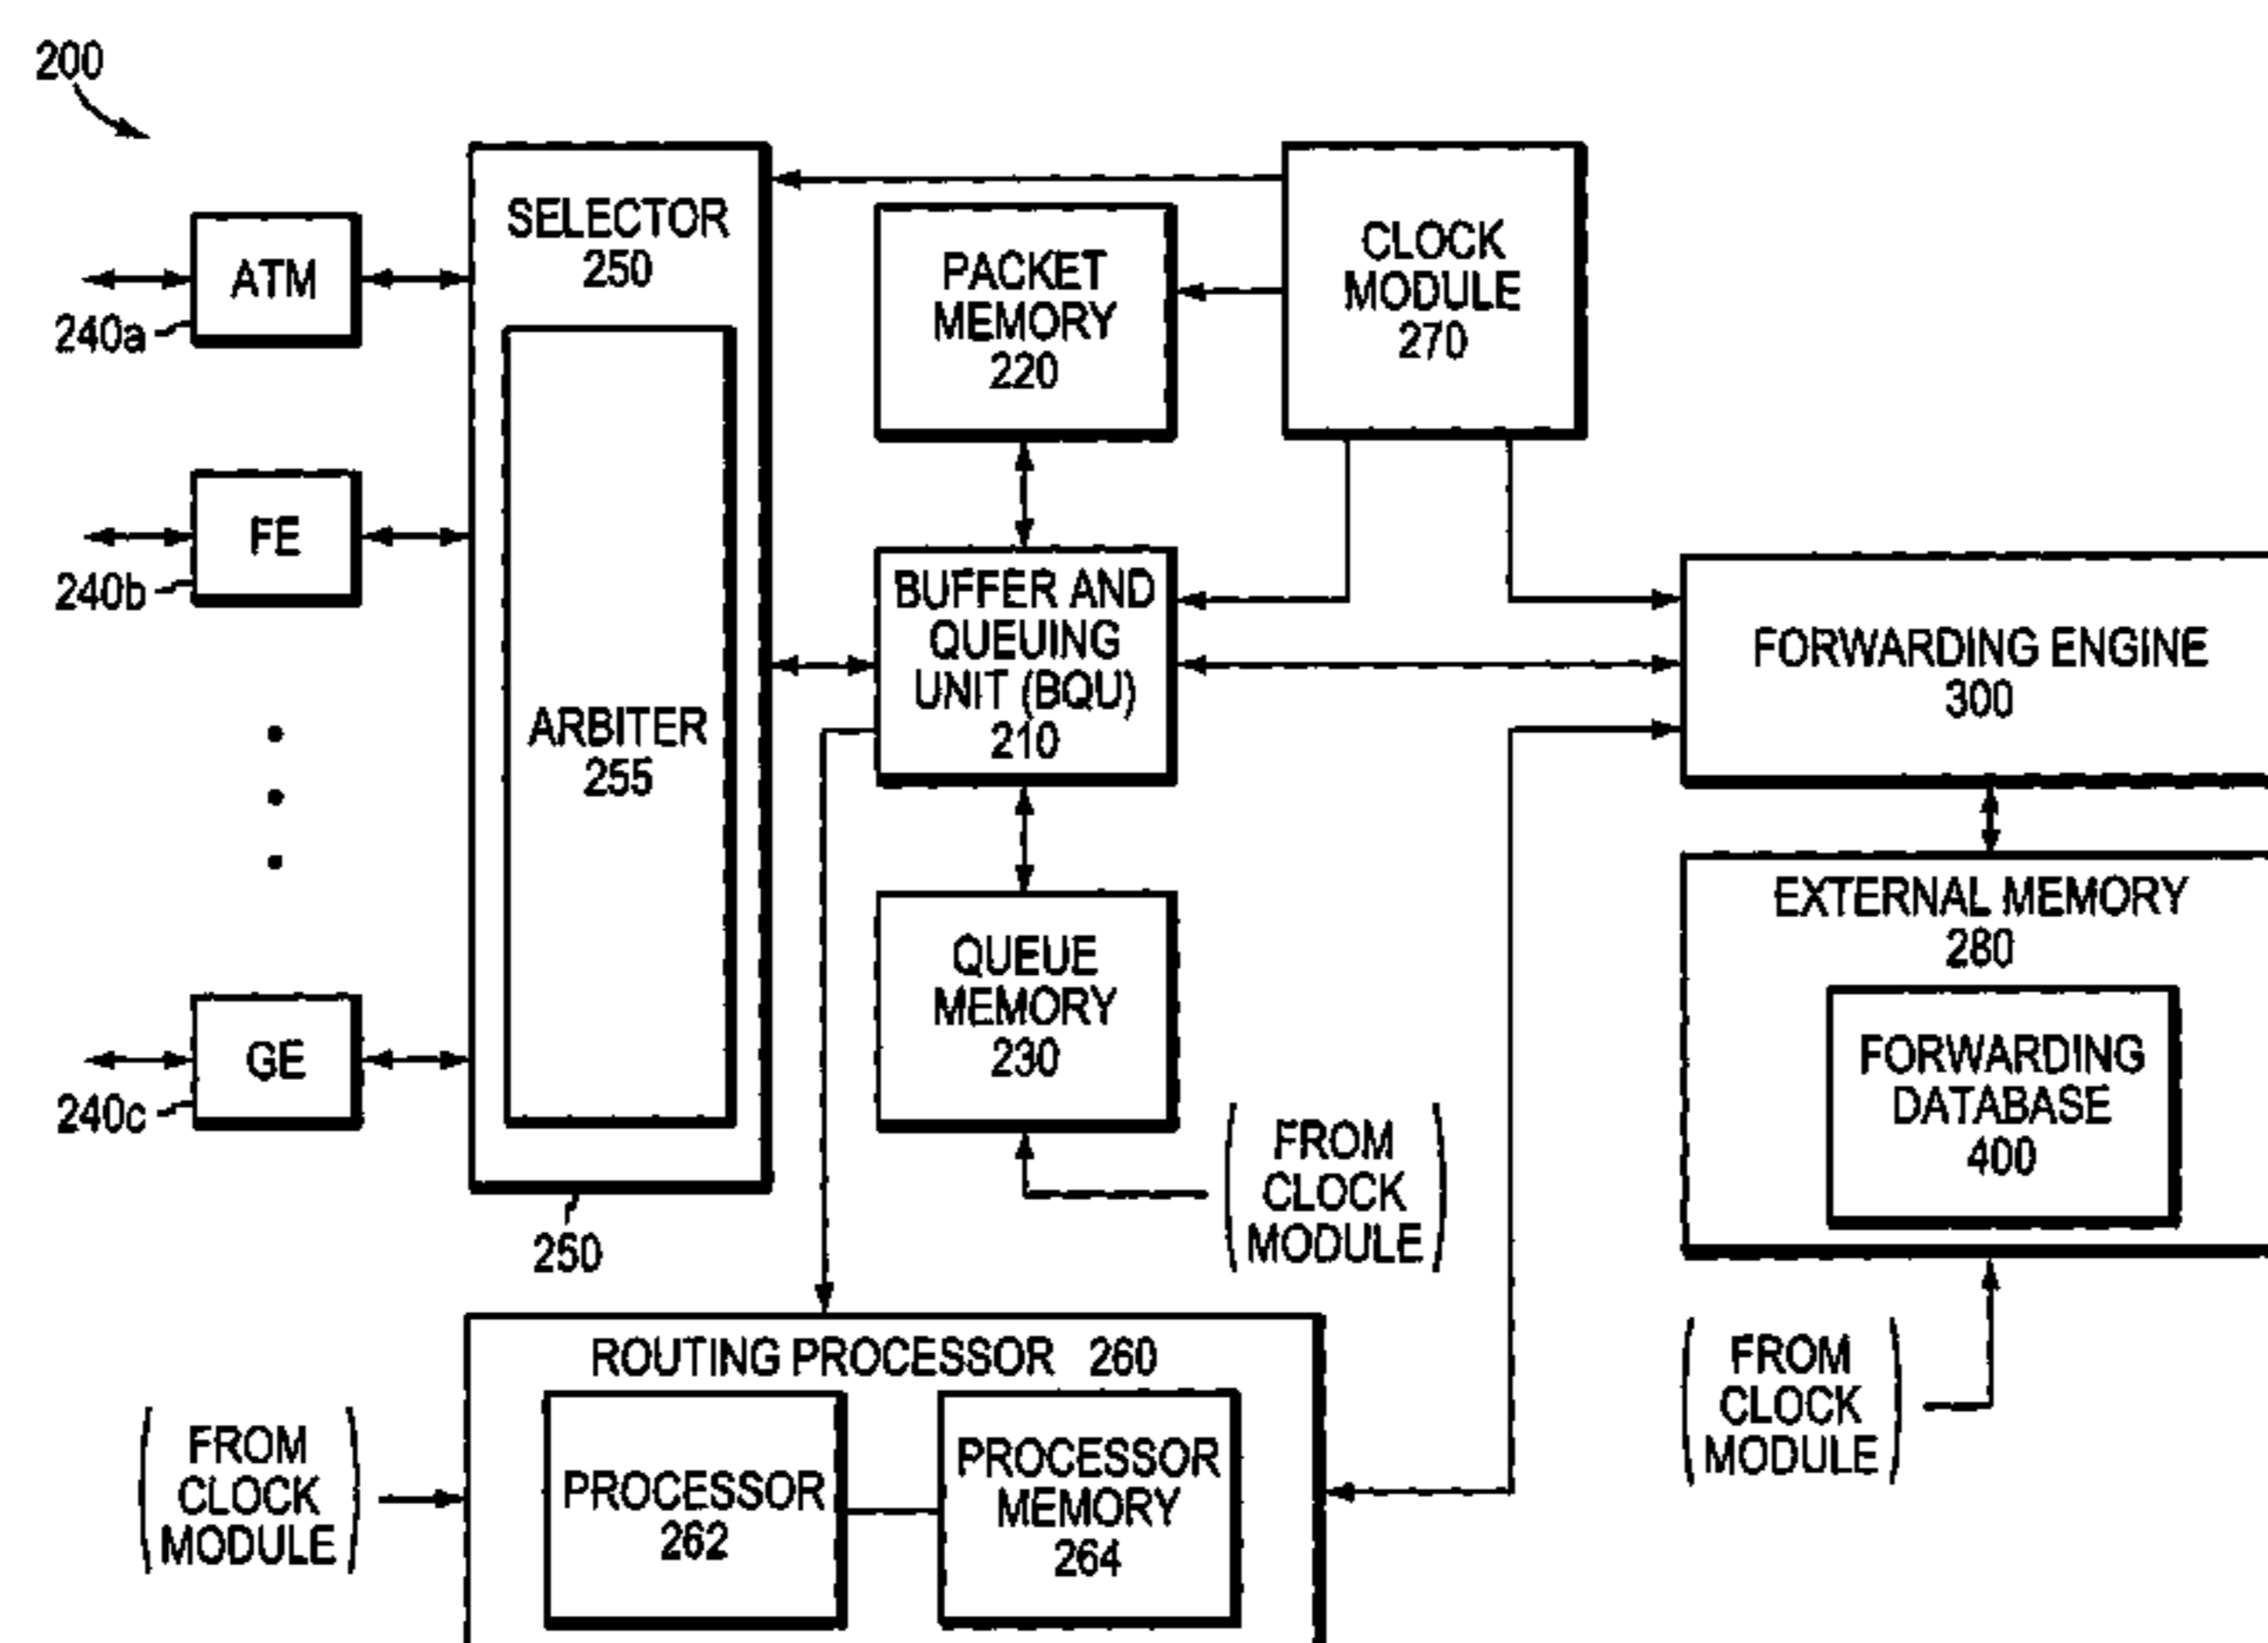 200
SELECTOR
250
ARBITER
255
ATM
240a
FE
240b
GE
240c
250
PACKET
MEMORY
220
CLOCK
MODULE
270
BUFFER AND
QUEUING
UNIT (BQU)
210
FORWARDING ENGINE
300
QUEUE
MEMORY
230
(FROM
CLOCK
MODULE)
EXTERNAL MEMORY
280
FORWARDING
DATABASE
400
(FROM
CLOCK
MODULE)
ROUTING PROCESSOR 260
PROCESSOR
262
PROCESSOR
MEMORY
264
(FROM
CLOCK
MODULE)